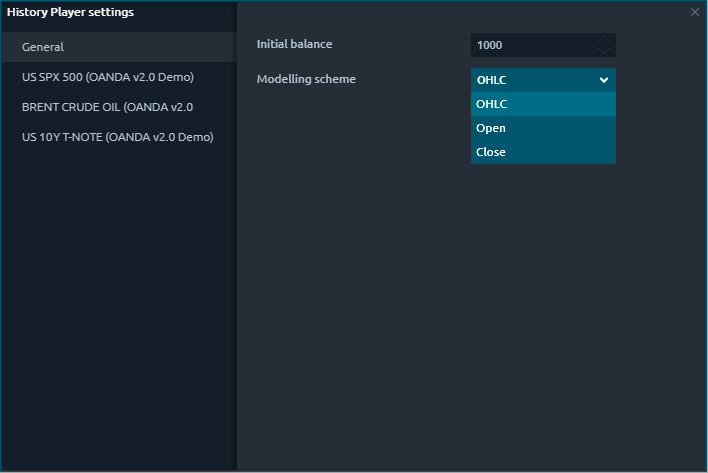 History Player settings
General
US SPX 500 (OANDA v2.0 Demo)
BRENT CRUDE OIL (OANDA v2.0
US 10Y T-NOTE (OANDA v2.0 Demo)
Initial balance
1000
Modelling scheme
OHLC
OHLC
Open
Close